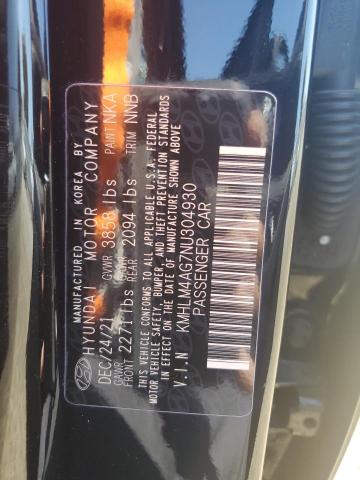 MANUFACTURED IN KOREA BY
HYUNDAI MOTOR COMPANY
DEC/24/21 GVWR 3858 lbs PAINT NKA
GAWR FRONT 2271 lbs GAWR REAR 2094 lbs TRIM NNB
THIS VEHICLE CONFORMS TO ALL APPLICABLE U.S.A. FEDERAL
MOTOR VEHICLE SAFETY, BUMPER, AND THEFT PREVENTION STANDARDS
IN EFFECT ON THE DATE OF MANUFACTURE SHOWN ABOVE
V.I.N KMHLM4AG7NU304930
PASSENGER CAR